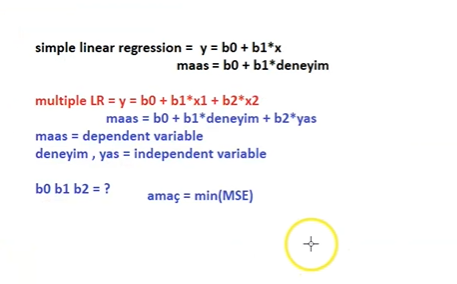 simple linear regression = y = b0 + b1*x
maas = b0 + b1*deneyim
multiple LR = y = b0 + b1*x1 + b2*x2
maas = b0 + b1*deneyim + b2*yas
maas = dependent variable
deneyim , yas = independent variable
b0 b1 b2 = ?
amaç = min(MSE)